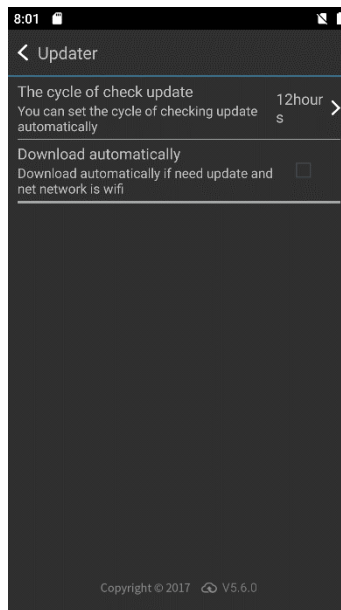 8:01
Updater
The cycle of check update
You can set the cycle of checking update
automatically
12hour
s
Download automatically
Download automatically if need update and
net network is wifi
Copyright © 2017 V5.6.0